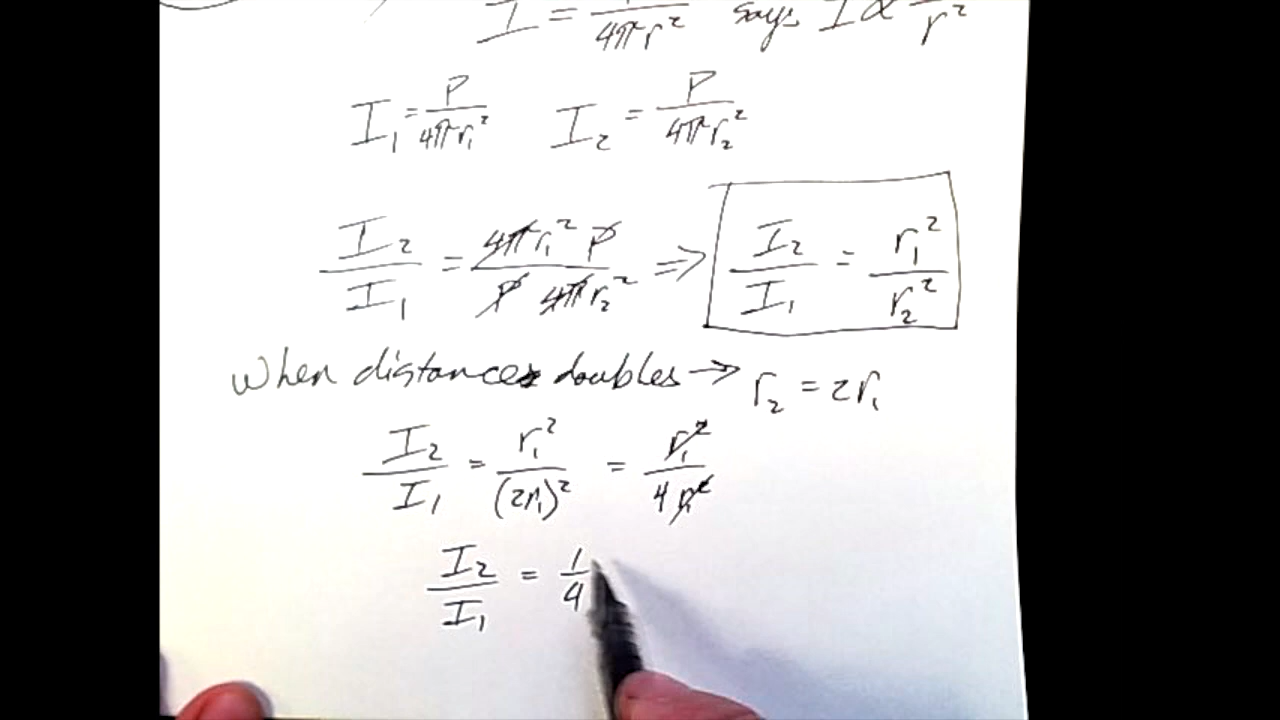 I = 1/4πr² says I ∝ 1/r²
I₁ = P/4πr₁² I₂ = P/4πr₂²
I₂/I₁ = 4πr₁² P/P 4πr₂² ⇒ I₂/I₁ = r₁²/r₂²
When distances doubles → r₂ = 2r₁
I₂/I₁ = r₁²/(2r₁)² = r₁²/4r₁²
I₂/I₁ = 1/4